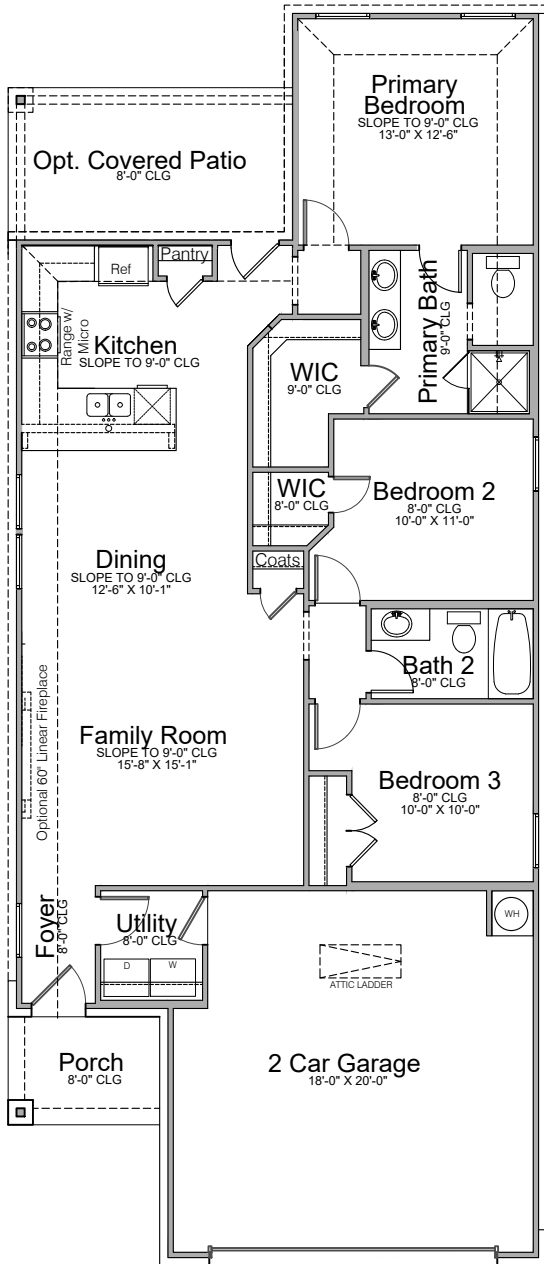 Primary
Bedroom
SLOPE TO 9'-0" CLG
13'-0" X 12'-6"
Opt. Covered Patio
8'-0" CLG
Pantry
Ref
Range w/
Micro
Kitchen
SLOPE TO 9'-0" CLG
Primary Bath
9'-0" CLG
WIC
9'-0" CLG
WIC
8'-0" CLG
Bedroom 2
8'-0" CLG
10'-0" X 11'-0"
Dining
SLOPE TO 9'-0" CLG
12'-6" X 10'-1"
Coats
Bath 2
8'-0" CLG
Optional 60" Linear Fireplace
Family Room
SLOPE TO 9'-0" CLG
15'-8" X 15'-1"
Bedroom 3
8'-0" CLG
10'-0" X 10'-0"
Foyer
8'-0" CLG
Utility
8'-0" CLG
D
W
WH
ATTIC LADDER
Porch
8'-0" CLG
2 Car Garage
18'-0" X 20'-0"